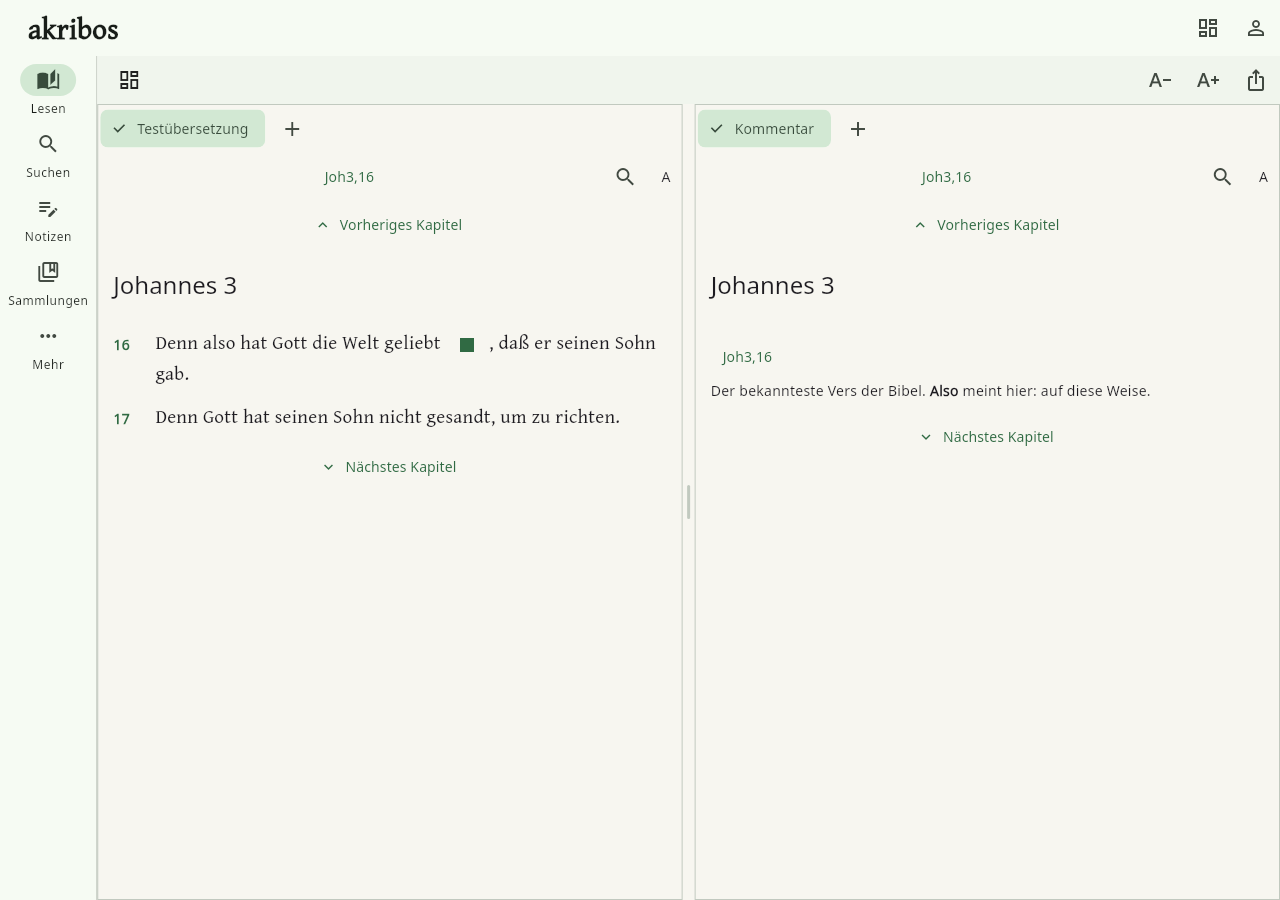 akribos
A− A+
Lesen
Suchen
Notizen
Sammlungen
Mehr
Testübersetzung
Joh3,16
A
Vorheriges Kapitel
Johannes 3
16 Denn also hat Gott die Welt geliebt , daß er seinen Sohn
gab.
17 Denn Gott hat seinen Sohn nicht gesandt, um zu richten.
Nächstes Kapitel
Kommentar
Joh3,16
A
Vorheriges Kapitel
Johannes 3
Joh3,16
Der bekannteste Vers der Bibel. Also meint hier: auf diese Weise.
Nächstes Kapitel